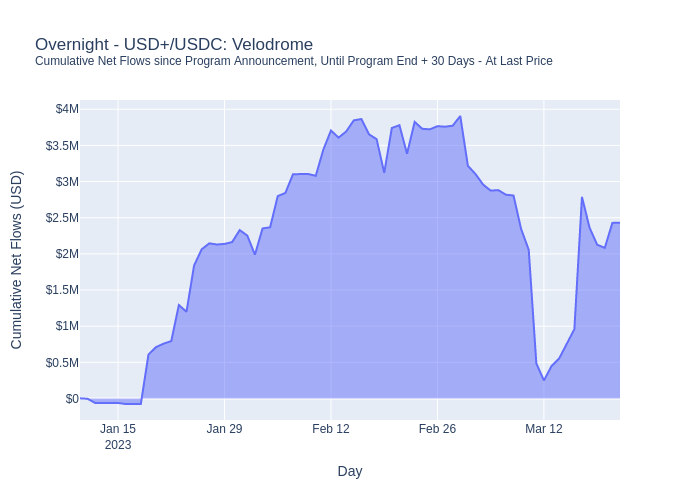 Overnight - USD+/USDC: Velodrome
Cumulative Net Flows since Program Announcement, Until Program End + 30 Days - At Last Price
Cumulative Net Flows (USD)
$4M
$3.5M
$3M
$2.5M
$2M
$1.5M
$1M
$0.5M
$0
Jan 15
2023
Jan 29
Feb 12
Feb 26
Mar 12
Day